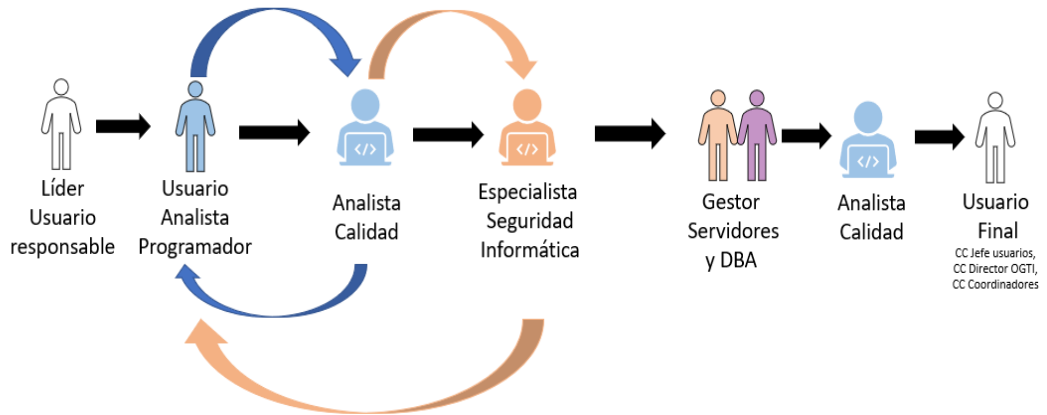 Líder
Usuario
responsable
Usuario
Analista
Programador
</>
Analista
Calidad
</>
Especialista
Seguridad
Informática
Gestor
Servidores
y DBA
</>
Analista
Calidad
Usuario
Final
CC Jefe usuarios,
CC Director OGTI,
CC Coordinadores